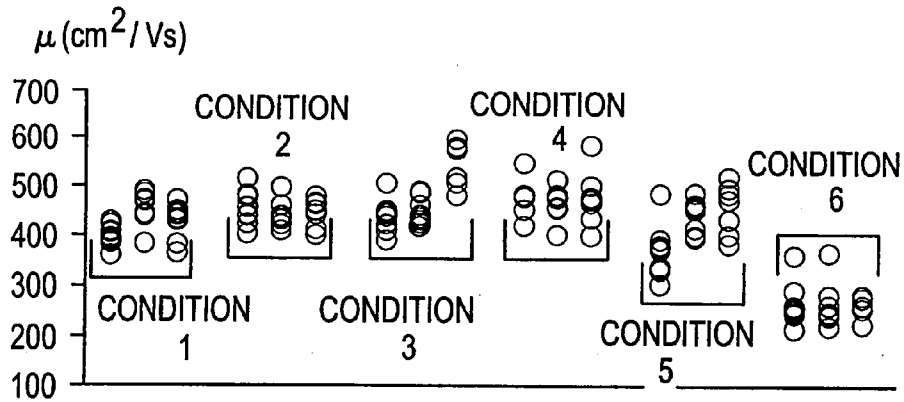 μ (cm²/Vs)
700
600
500
400
300
200
100
CONDITION
1
CONDITION
2
CONDITION
3
CONDITION
4
CONDITION
5
CONDITION
6